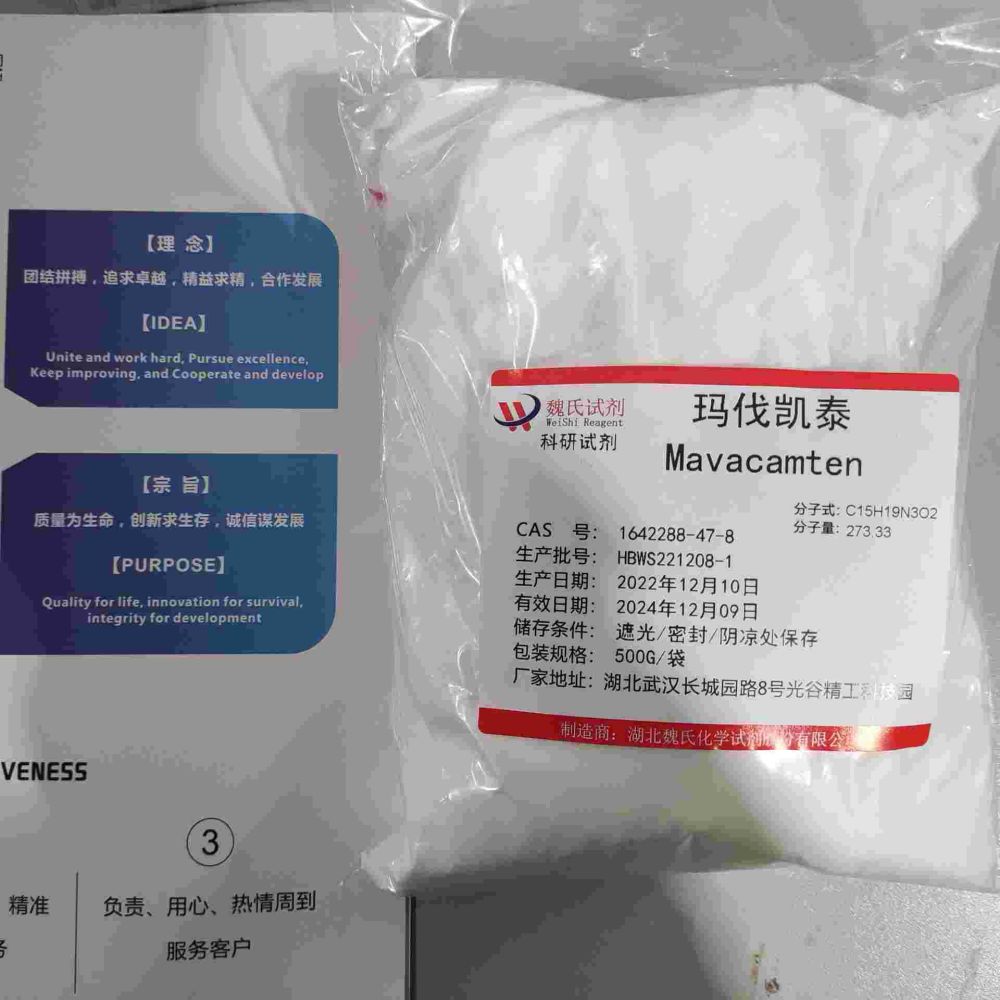 【理 念】
团结拼搏，追求卓越，精益求精，合作发展
【IDEA】
Unite and work hard, Pursue excellence,
Keep improving, and Cooperate and develop
【宗 旨】
质量为生命，创新求生存，诚信谋发展
【PURPOSE】
Quality for life, innovation for survival,
integrity for development
VENESS
3
精准
务
负责、用心、热情周到
服务客户
魏氏试剂
WeiShi Reagent
科研试剂
玛伐凯泰
Mavacamten
分子式: C15H19N3O2
分子量: 273.33
CAS 号: 1642288-47-8
生产批号: HBWS221208-1
生产日期: 2022年12月10日
有效日期: 2024年12月09日
储存条件: 遮光/密封/阴凉处保存
包装规格: 500G/袋
厂家地址: 湖北武汉长城园路8号光谷精工科技园
制造商: 湖北魏氏化学试剂股份有限公